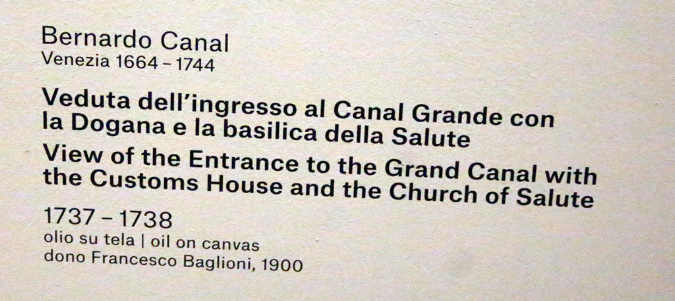 Bernardo Canal
Venezia 1664 – 1744
Veduta dell'ingresso al Canal Grande con
la Dogana e la basilica della Salute
View of the Entrance to the Grand Canal with
the Customs House and the Church of Salute
1737 – 1738
olio su tela | oil on canvas
dono Francesco Baglioni, 1900